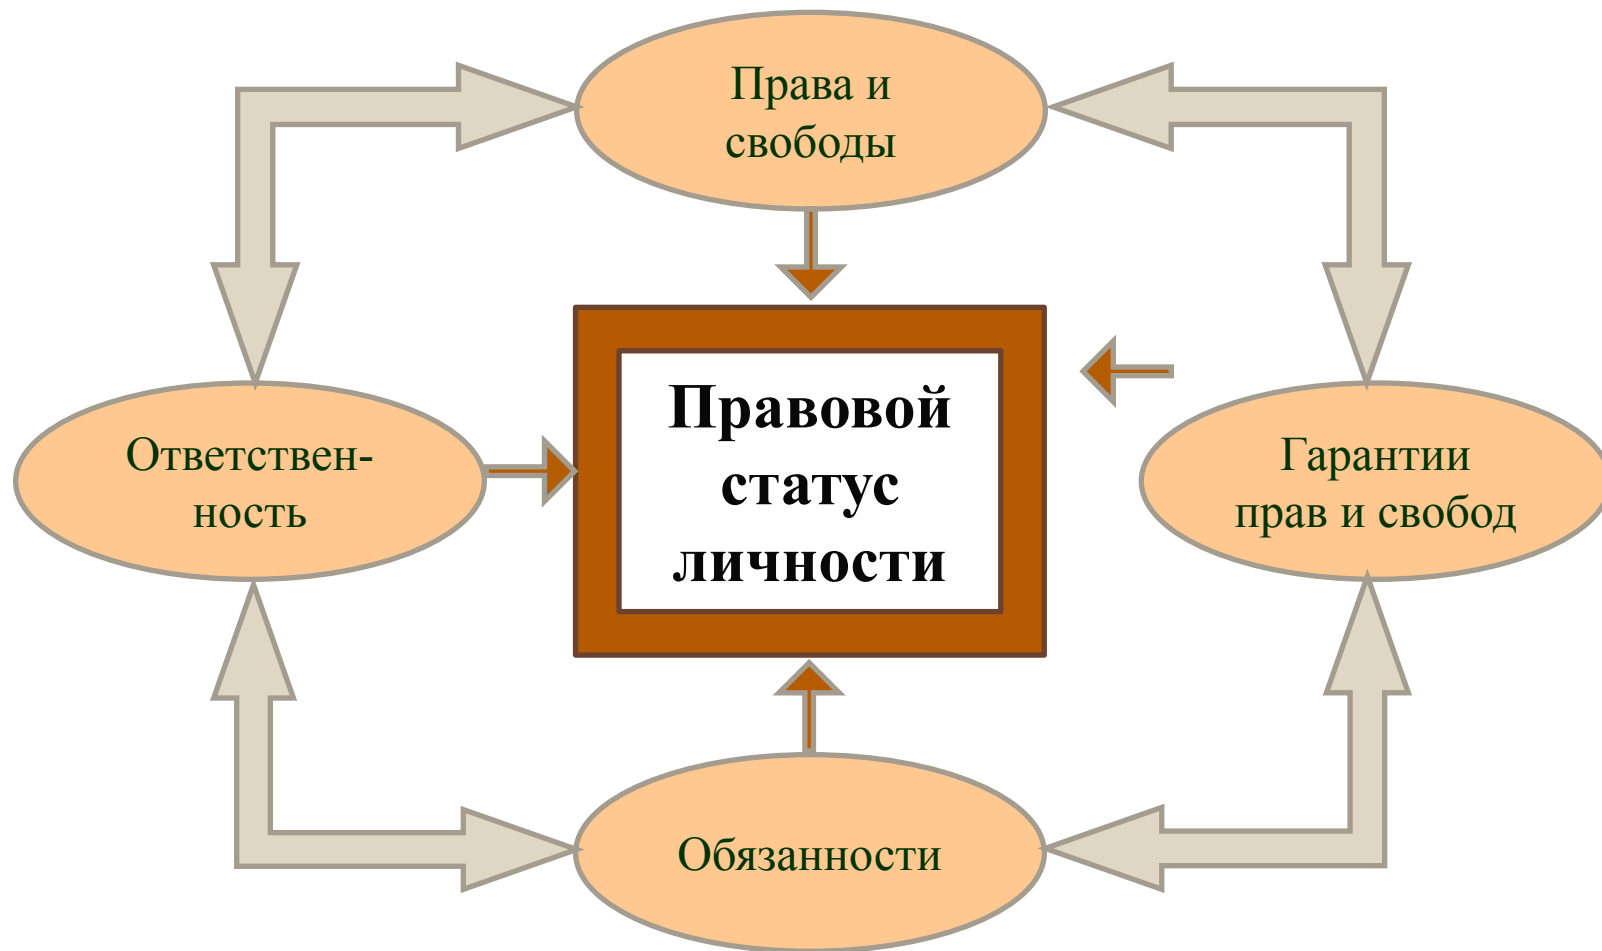 Права и
свободы
Правовой
статус
личности
Ответствен-
ность
Гарантии
прав и свобод
Обязанности